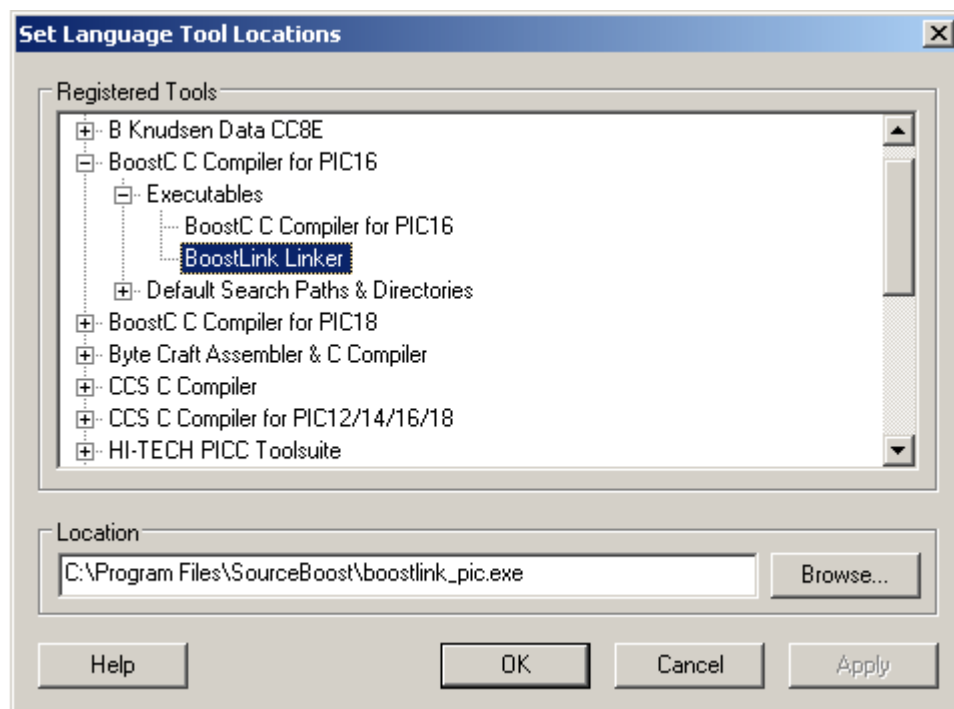 Set Language Tool Locations
Registered Tools
B Knudsen Data CC8E
BoostC C Compiler for PIC16
Executables
BoostC C Compiler for PIC16
BoostLink Linker
Default Search Paths & Directories
BoostC C Compiler for PIC18
Byte Craft Assembler & C Compiler
CCS C Compiler
CCS C Compiler for PIC12/14/16/18
HI-TECH PICC Toolsuite
Location
C:\Program Files\SourceBoost\boostlink_pic.exe
Browse...
Help
OK
Cancel
Apply